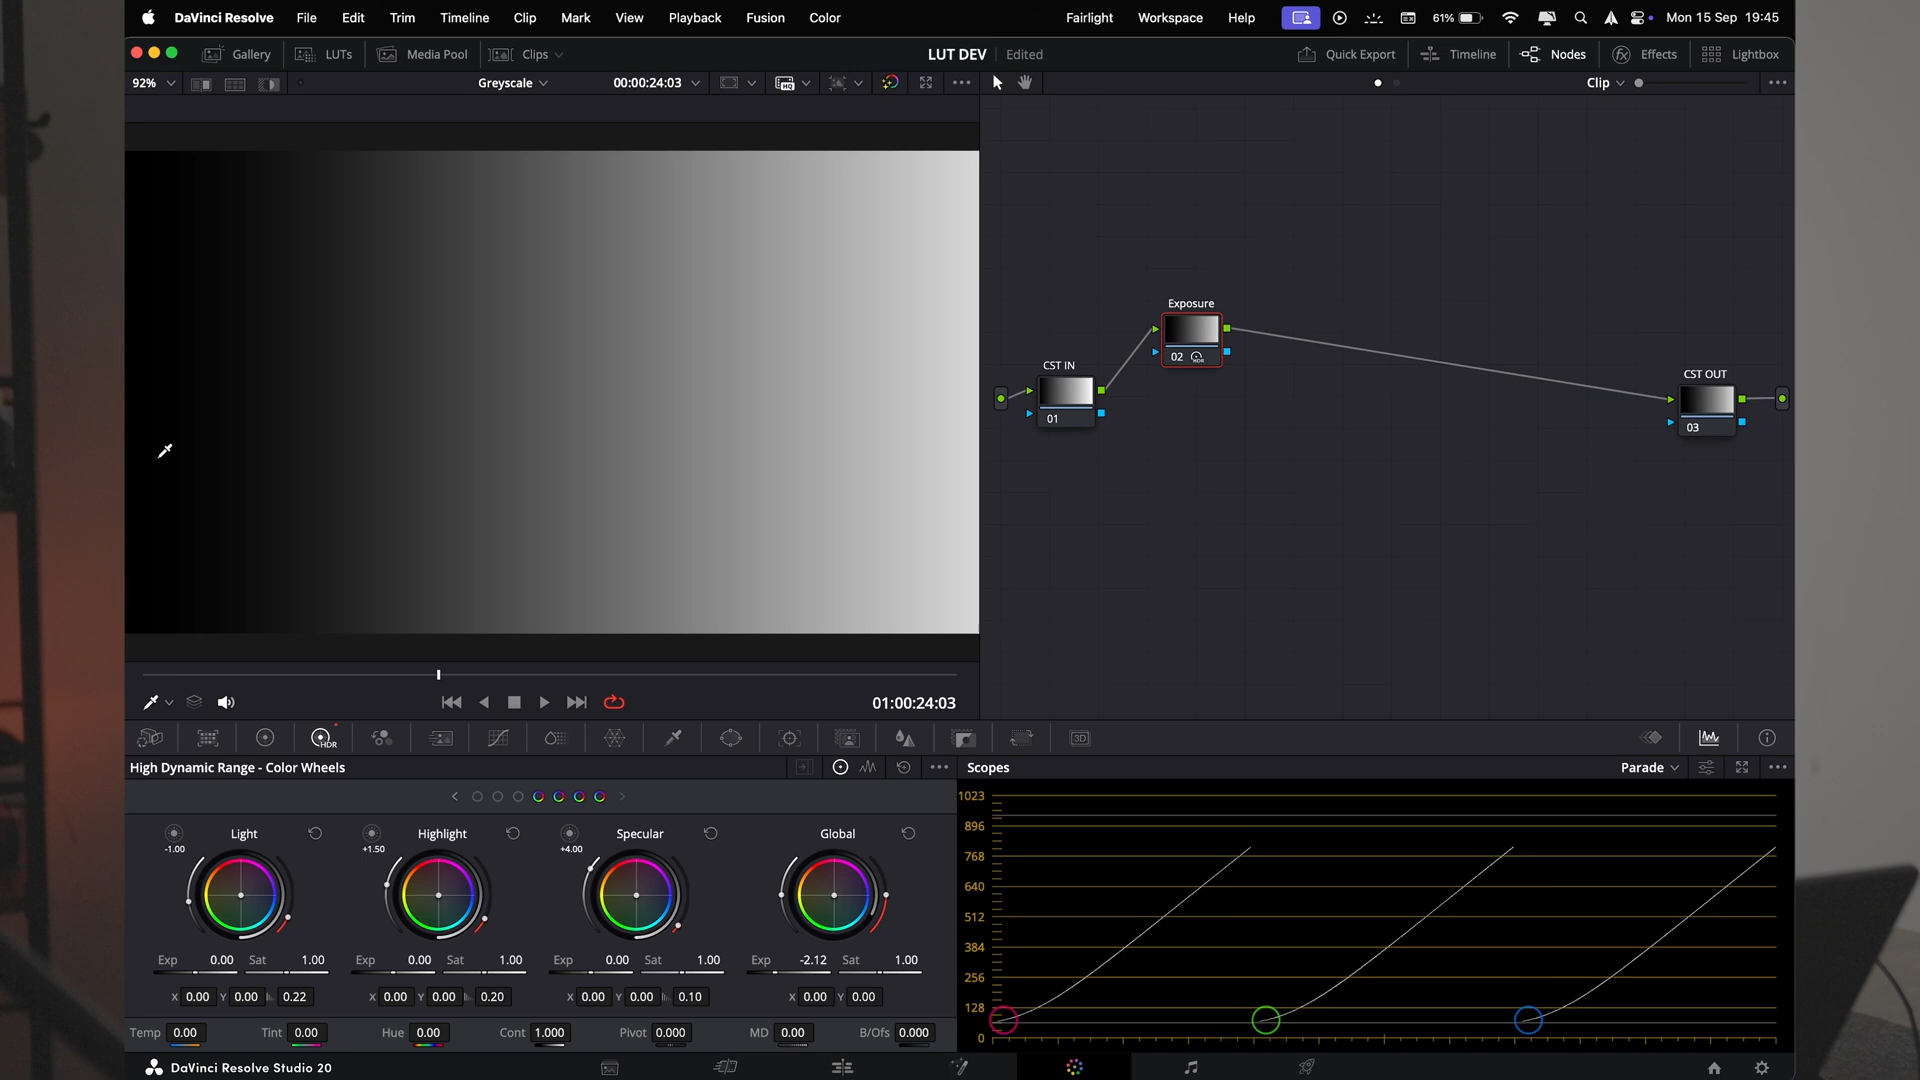 DaVinci Resolve File Edit Trim Timeline Clip Mark View Playback Fusion Color Fairlight Workspace Help 61% Mon 15 Sep 19:45
Gallery LUTs Media Pool Clips LUT DEV Edited Quick Export Timeline Nodes Effects Lightbox
92% Greyscale 00:00:24:03 Clip
Exposure
02 HDR
CST IN
01
CST OUT
03
01:00:24:03
HDR 3D
High Dynamic Range - Color Wheels
Scopes Parade
Light Highlight Specular Global
-1.00 +1.50 +4.00
Exp 0.00 Sat 1.00 Exp 0.00 Sat 1.00 Exp 0.00 Sat 1.00 Exp -2.12 Sat 1.00
X 0.00 Y 0.00 0.22 X 0.00 Y 0.00 0.20 X 0.00 Y 0.00 0.10 X 0.00 Y 0.00
Temp 0.00 Tint 0.00 Hue 0.00 Cont 1.000 Pivot 0.000 MD 0.00 B/Ofs 0.000
1023
896
768
640
512
384
256
128
0
DaVinci Resolve Studio 20